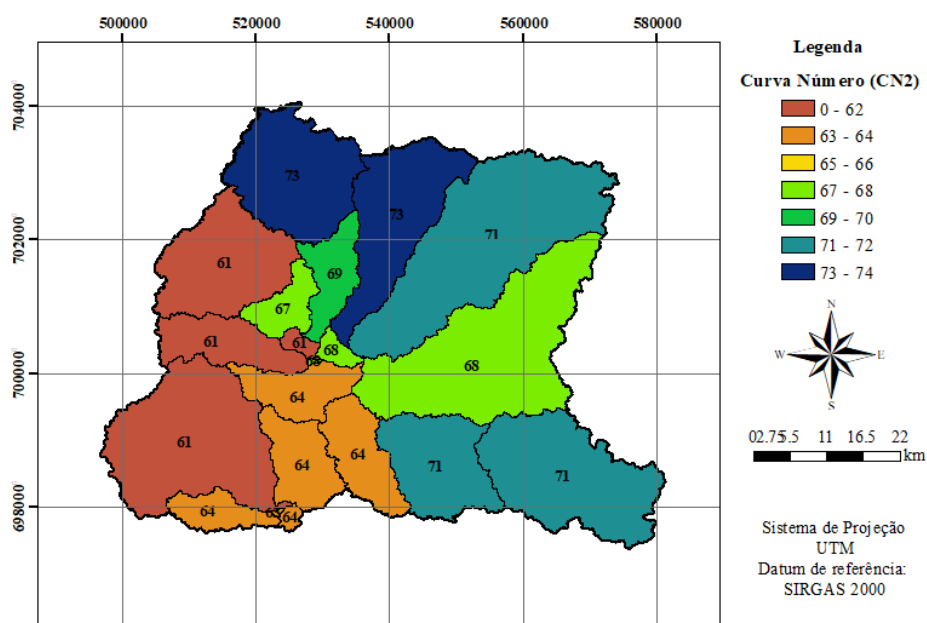 500000 520000 540000 560000 580000
704000
702000
700000
698000
73
73
71
61
69
67
61
61
68
68
64
61
64
64
71
71
64
64
Legenda
Curva Número (CN2)
0 - 62
63 - 64
65 - 66
67 - 68
69 - 70
71 - 72
73 - 74
N
W E
S
02.755.5 11 16.5 22
km
Sistema de Projeção
UTM
Datum de referência:
SIRGAS 2000